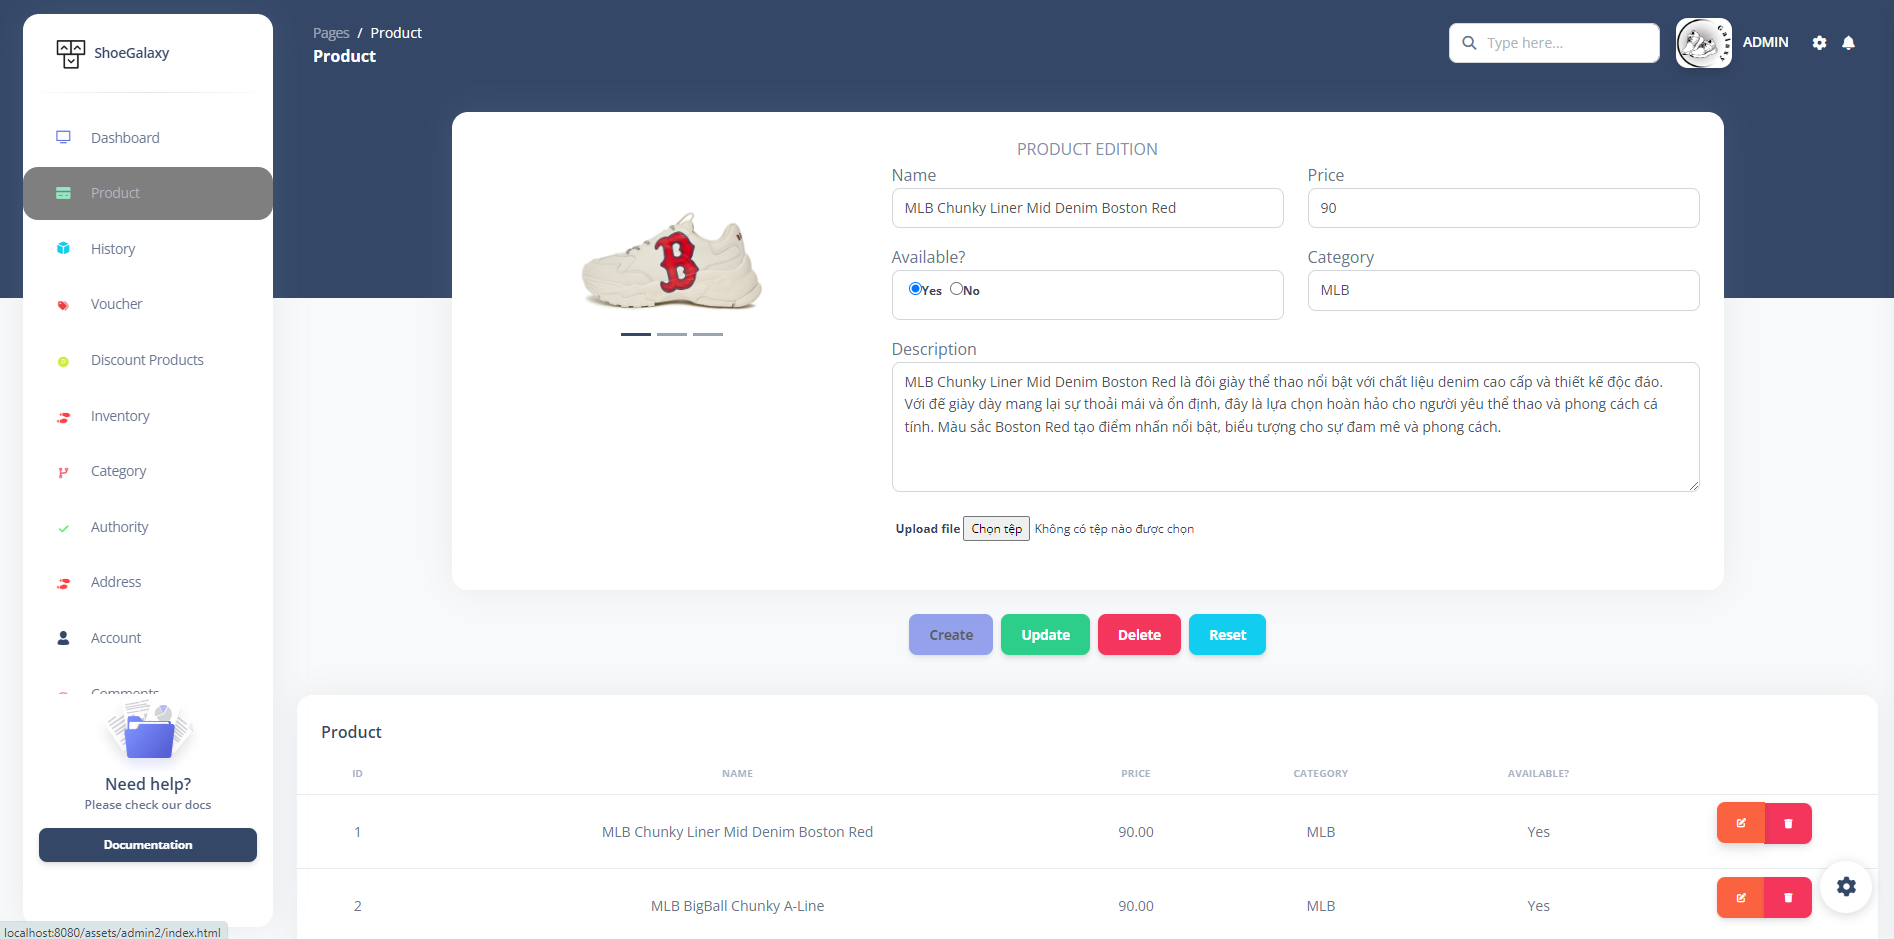 ShoeGalaxy
Dashboard
Product
History
Voucher
Discount Products
Inventory
Category
Authority
Address
Account
Comments
Need help?
Please check our docs
Documentation
localhost:8080/assets/admin2/index.html
Pages / Product
Product
Type here...
Galaxy
ADMIN
PRODUCT EDITION
Name
Price
MLB Chunky Liner Mid Denim Boston Red
90
Available?
Category
Yes No
MLB
Description
MLB Chunky Liner Mid Denim Boston Red là đôi giày thể thao nổi bật với chất liệu denim cao cấp và thiết kế độc đáo.
Với đế giày dày mang lại sự thoải mái và ổn định, đây là lựa chọn hoàn hảo cho người yêu thể thao và phong cách cá
tính. Màu sắc Boston Red tạo điểm nhấn nổi bật, biểu tượng cho sự đam mê và phong cách.
Upload file Chọn tệp Không có tệp nào được chọn
B
Create Update Delete Reset
Product
ID NAME PRICE CATEGORY AVAILABLE?
1 MLB Chunky Liner Mid Denim Boston Red 90.00 MLB Yes
2 MLB BigBall Chunky A-Line 90.00 MLB Yes